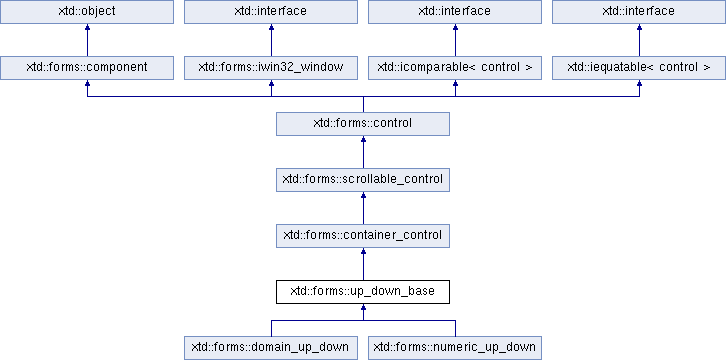 xtd::object
xtd::interface
xtd::interface
xtd::interface
xtd::forms::component
xtd::forms::iwin32_window
xtd::icomparable< control >
xtd::iequatable< control >
xtd::forms::control
xtd::forms::scrollable_control
xtd::forms::container_control
xtd::forms::up_down_base
xtd::forms::domain_up_down
xtd::forms::numeric_up_down